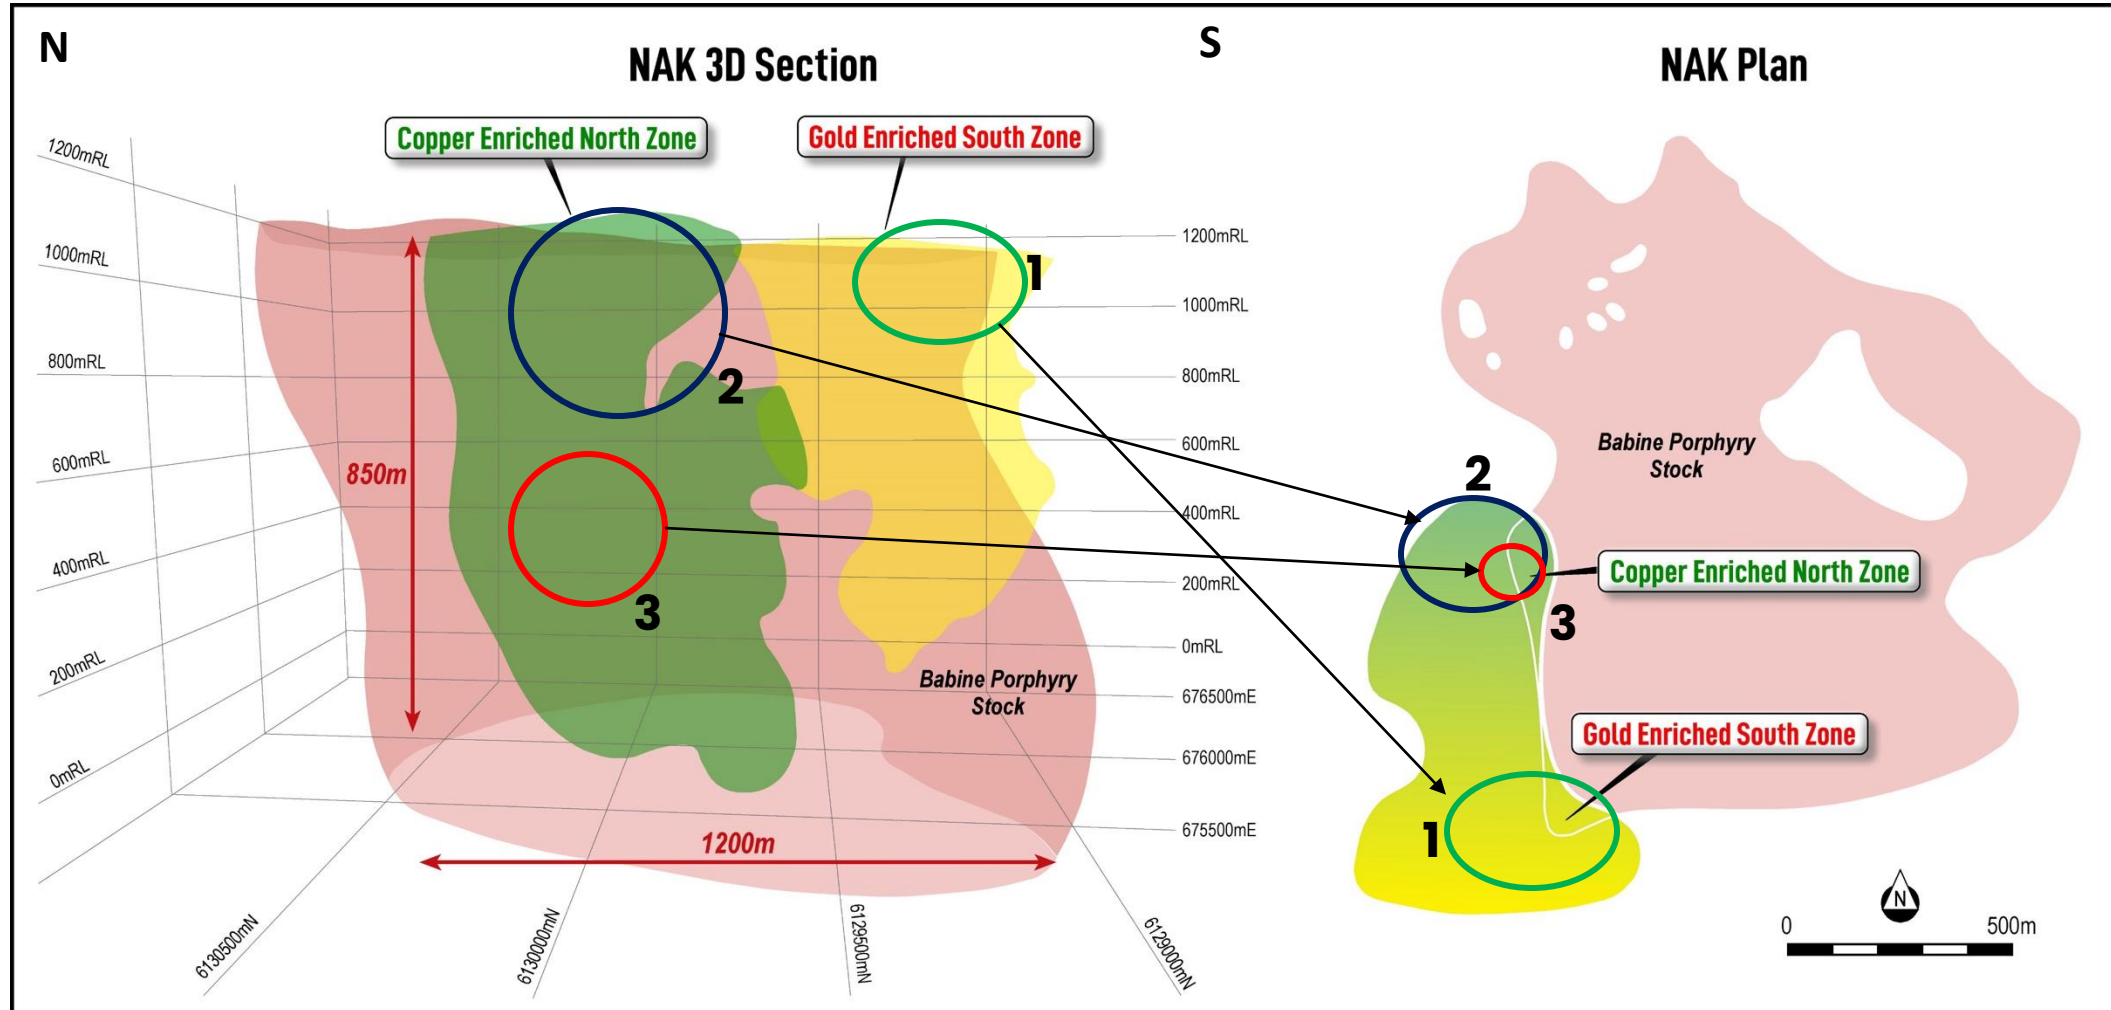 N
NAK 3D Section
S
NAK Plan
Copper Enriched North Zone
Gold Enriched South Zone
1200mRL
1000mRL
800mRL
600mRL
400mRL
200mRL
0mRL
1200mRL
1000mRL
800mRL
600mRL
400mRL
200mRL
0mRL
676500mE
676000mE
675500mE
1
2
3
850m
1200m
Babine Porphyry
Stock
6130500mN
6130000mN
6129500mN
6129000mN
Babine Porphyry
Stock
2
Copper Enriched North Zone
3
Gold Enriched South Zone
1
N
0
500m